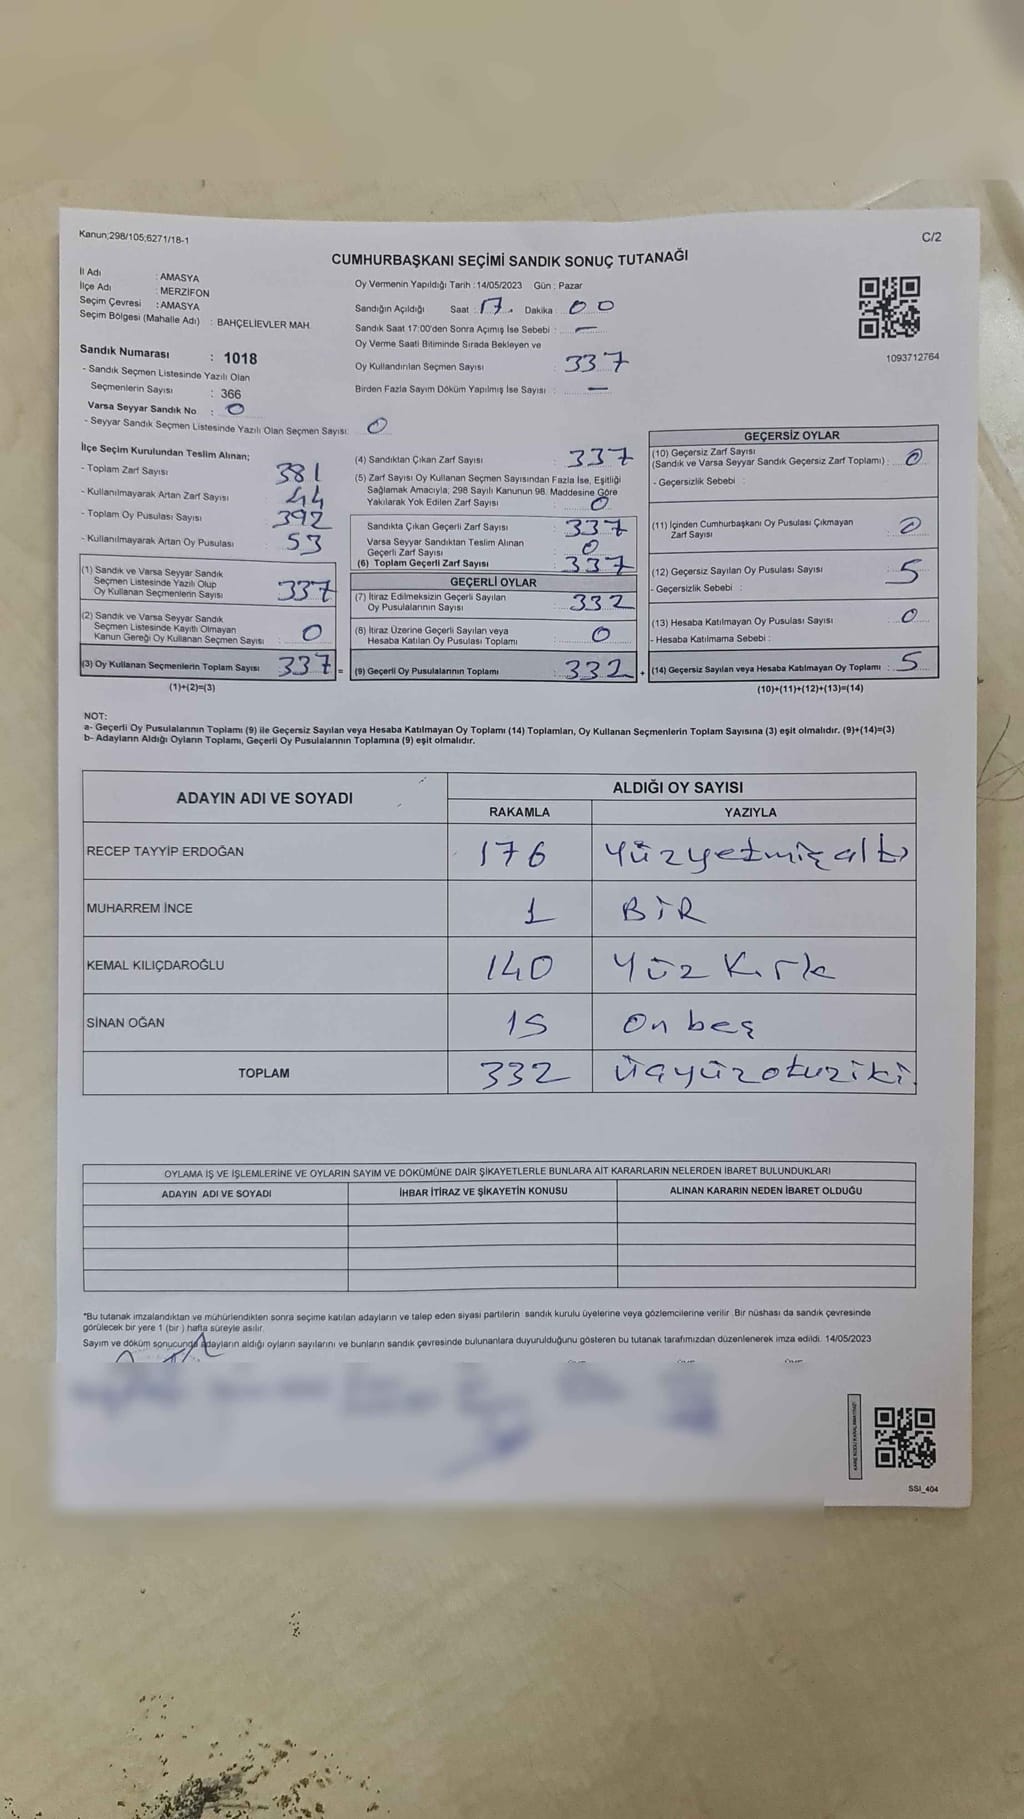 Kanun;298/105;6271/18-1
C/2
CUMHURBAŞKANI SEÇİMİ SANDIK SONUÇ TUTANAĞI
İl Adı : AMASYA
İlçe Adı : MERZİFON
Seçim Çevresi : AMASYA
Seçim Bölgesi (Mahalle Adı) : BAHÇELİEVLER MAH.
Sandık Numarası : 1018
- Sandık Seçmen Listesinde Yazılı Olan
Seçmenlerin Sayısı : 366
Varsa Seyyar Sandık No : 0
- Seyyar Sandık Seçmen Listesinde Yazılı Olan Seçmen Sayısı: 0
Oy Vermenin Yapıldığı Tarih : 14/05/2023 Gün : Pazar
Sandığın Açıldığı Saat : 17 . Dakika : 00
Sandık Saat 17:00'den Sonra Açımış İse Sebebi : —
Oy Verme Saati Bitiminde Sırada Bekleyen ve
Oy Kullandırılan Seçmen Sayısı : 337
Birden Fazla Sayım Döküm Yapılmış İse Sayısı : —
1093712764
İlçe Seçim Kurulundan Teslim Alınan;
- Toplam Zarf Sayısı 381
- Kullanılmayarak Artan Zarf Sayısı 44
- Toplam Oy Pusulası Sayısı 392
- Kullanılmayarak Artan Oy Pusulası 53
(1) Sandık ve Varsa Seyyar Sandık
Seçmen Listesinde Yazılı Olup
Oy Kullanan Seçmenlerin Sayısı : 337
(2) Sandık ve Varsa Seyyar Sandık
Seçmen Listesinde Kayıtlı Olmayan
Kanun Gereği Oy Kullanan Seçmen Sayısı : 0
(3) Oy Kullanan Seçmenlerin Toplam Sayısı : 337 =
(1)+(2)=(3)
(4) Sandıktan Çıkan Zarf Sayısı : 337
(5) Zarf Sayısı Oy Kullanan Seçmen Sayısından Fazla İse, Eşitliği
Sağlamak Amacıyla, 298 Sayılı Kanunun 98. Maddesine Göre
Yakılarak Yok Edilen Zarf Sayısı : 0
Sandıkta Çıkan Geçerli Zarf Sayısı : 337
Varsa Seyyar Sandıktan Teslim Alınan
Geçerli Zarf Sayısı : 0
(6) Toplam Geçerli Zarf Sayısı : 337
GEÇERLİ OYLAR
(7) İtiraz Edilmeksizin Geçerli Sayılan
Oy Pusulalarının Sayısı : 332
(8) İtiraz Üzerine Geçerli Sayılan veya
Hesaba Katılan Oy Pusulası Toplamı : 0
(9) Geçerli Oy Pusulalarının Toplamı : 332 +
GEÇERSİZ OYLAR
(10) Geçersiz Zarf Sayısı
(Sandık ve Varsa Seyyar Sandık Geçersiz Zarf Toplamı) : 0
- Geçersizlik Sebebi :
(11) İçinden Cumhurbaşkanı Oy Pusulası Çıkmayan
Zarf Sayısı : 0
(12) Geçersiz Sayılan Oy Pusulası Sayısı : 5
- Geçersizlik Sebebi :
(13) Hesaba Katılmayan Oy Pusulası Sayısı : 0
- Hesaba Katılmama Sebebi :
(14) Geçersiz Sayılan veya Hesaba Katılmayan Oy Toplamı : 5
(10)+(11)+(12)+(13)=(14)
NOT:
a- Geçerli Oy Pusulalarının Toplamı (9) ile Geçersiz Sayılan veya Hesaba Katılmayan Oy Toplamı (14) Toplamları, Oy Kullanan Seçmenlerin Toplam Sayısına (3) eşit olmalıdır. (9)+(14)=(3)
b- Adayların Aldığı Oyların Toplamı, Geçerli Oy Pusulalarının Toplamına (9) eşit olmalıdır.
ADAYIN ADI VE SOYADI ALDIĞI OY SAYISI
RAKAMLA YAZIYLA
RECEP TAYYİP ERDOĞAN 176 Yüzyetmişaltı
MUHARREM İNCE 1 BİR
KEMAL KILIÇDAROĞLU 140 Yüz Kırk
SİNAN OĞAN 15 On beş
TOPLAM 332 Üçyüzotuziki
OYLAMA İŞ VE İŞLEMLERİNE VE OYLARIN SAYIM VE DÖKÜMÜNE DAİR ŞİKAYETLERLE BUNLARA AİT KARARLARIN NELERDEN İBARET BULUNDUKLARI
ADAYIN ADI VE SOYADI İHBAR İTİRAZ VE ŞİKAYETİN KONUSU ALINAN KARARIN NEDEN İBARET OLDUĞU
*Bu tutanak imzalandıktan ve mühürlendikten sonra seçime katılan adayların ve talep eden siyasi partilerin sandık kurulu üyelerine veya gözlemcilerine verilir. Bir nüshası da sandık çevresinde
görülecek bir yere 1 (bir) hafta süreyle asılır.
Sayım ve döküm sonucunda adayların aldığı oyların sayılarını ve bunların sandık çevresinde bulunanlara duyurulduğunu gösteren bu tutanak tarafımızdan düzenlenerek imza edildi. 14/05/2023
SSI_404